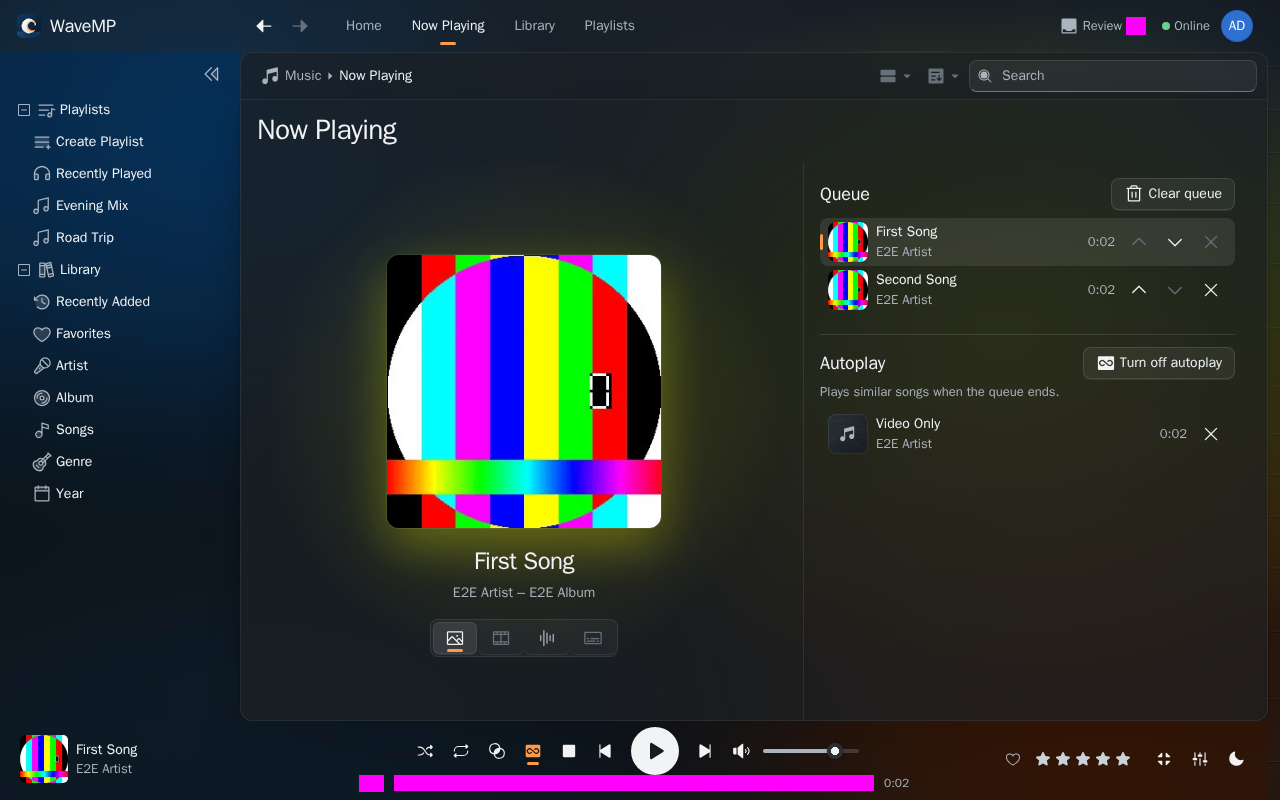 WaveMP
Home
Now Playing
Library
Playlists
Review
Online
AD
Music
Now Playing
Search
Playlists
Create Playlist
Recently Played
Evening Mix
Road Trip
Library
Recently Added
Favorites
Artist
Album
Songs
Genre
Year
Now Playing
First Song
E2E Artist – E2E Album
Queue
Clear queue
First Song
E2E Artist
0:02
Second Song
E2E Artist
0:02
Autoplay
Turn off autoplay
Plays similar songs when the queue ends.
Video Only
E2E Artist
0:02
First Song
E2E Artist
0:02